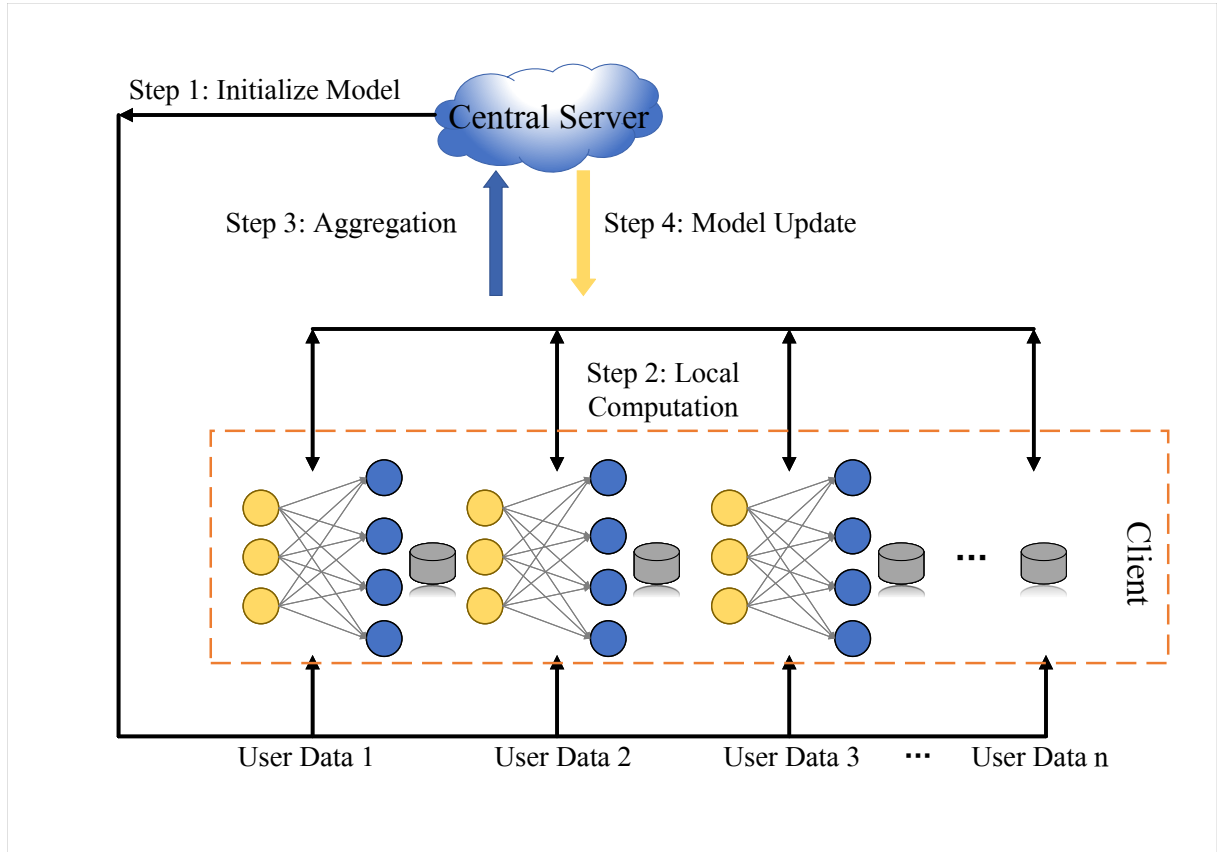 Step 1: Initialize Model
Central Server
Step 3: Aggregation
Step 4: Model Update
Step 2: Local
Computation
...
Client
User Data 1
User Data 2
User Data 3
...
User Data n